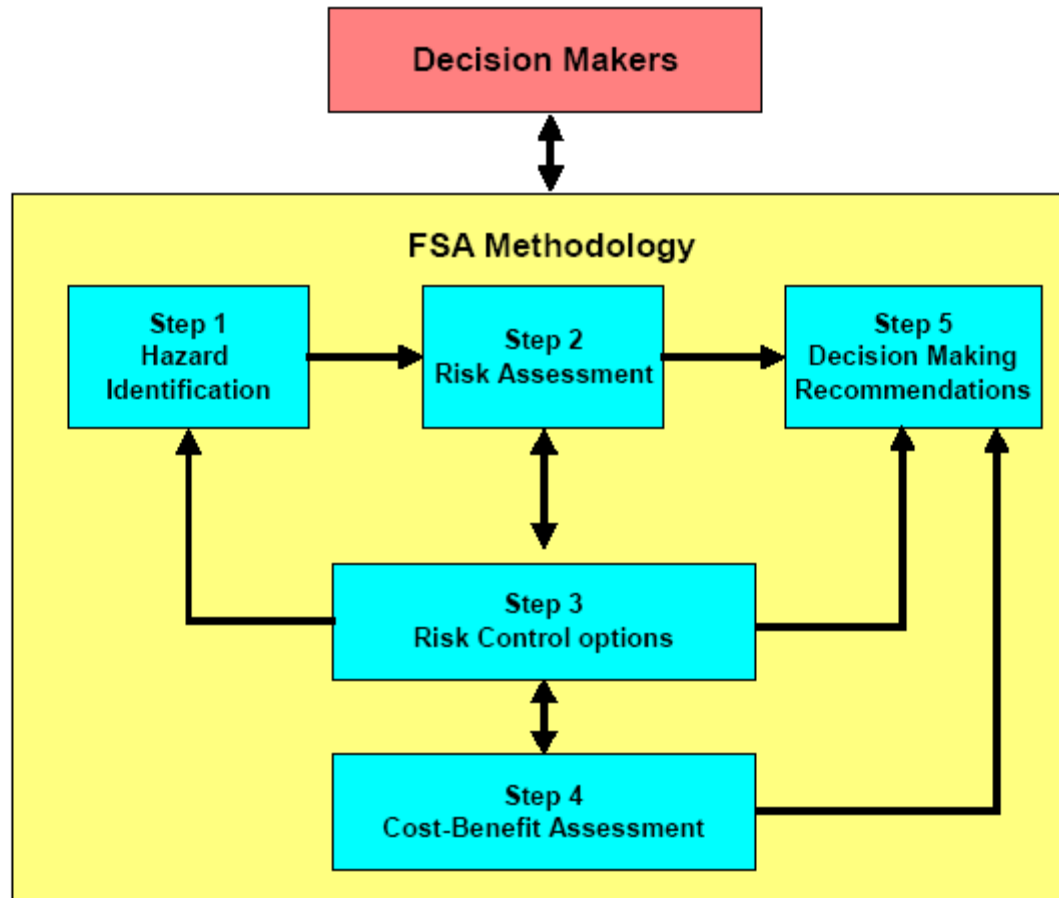 Decision Makers
FSA Methodology
Step 1
Hazard
Identification
Step 2
Risk Assessment
Step 5
Decision Making
Recommendations
Step 3
Risk Control options
Step 4
Cost-Benefit Assessment